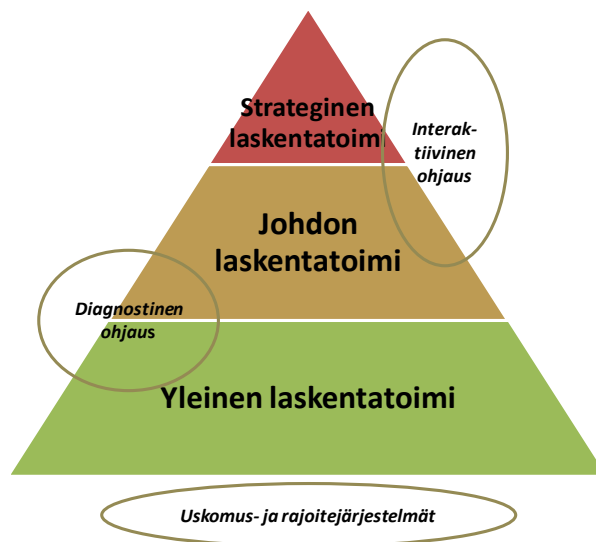 Strateginen
laskentatoimi
Interak-
tiivinen
ohjaus
Johdon
laskentatoimi
Diagnostinen
ohjaus
Yleinen laskentatoimi
Uskomus- ja rajoitejärjestelmät